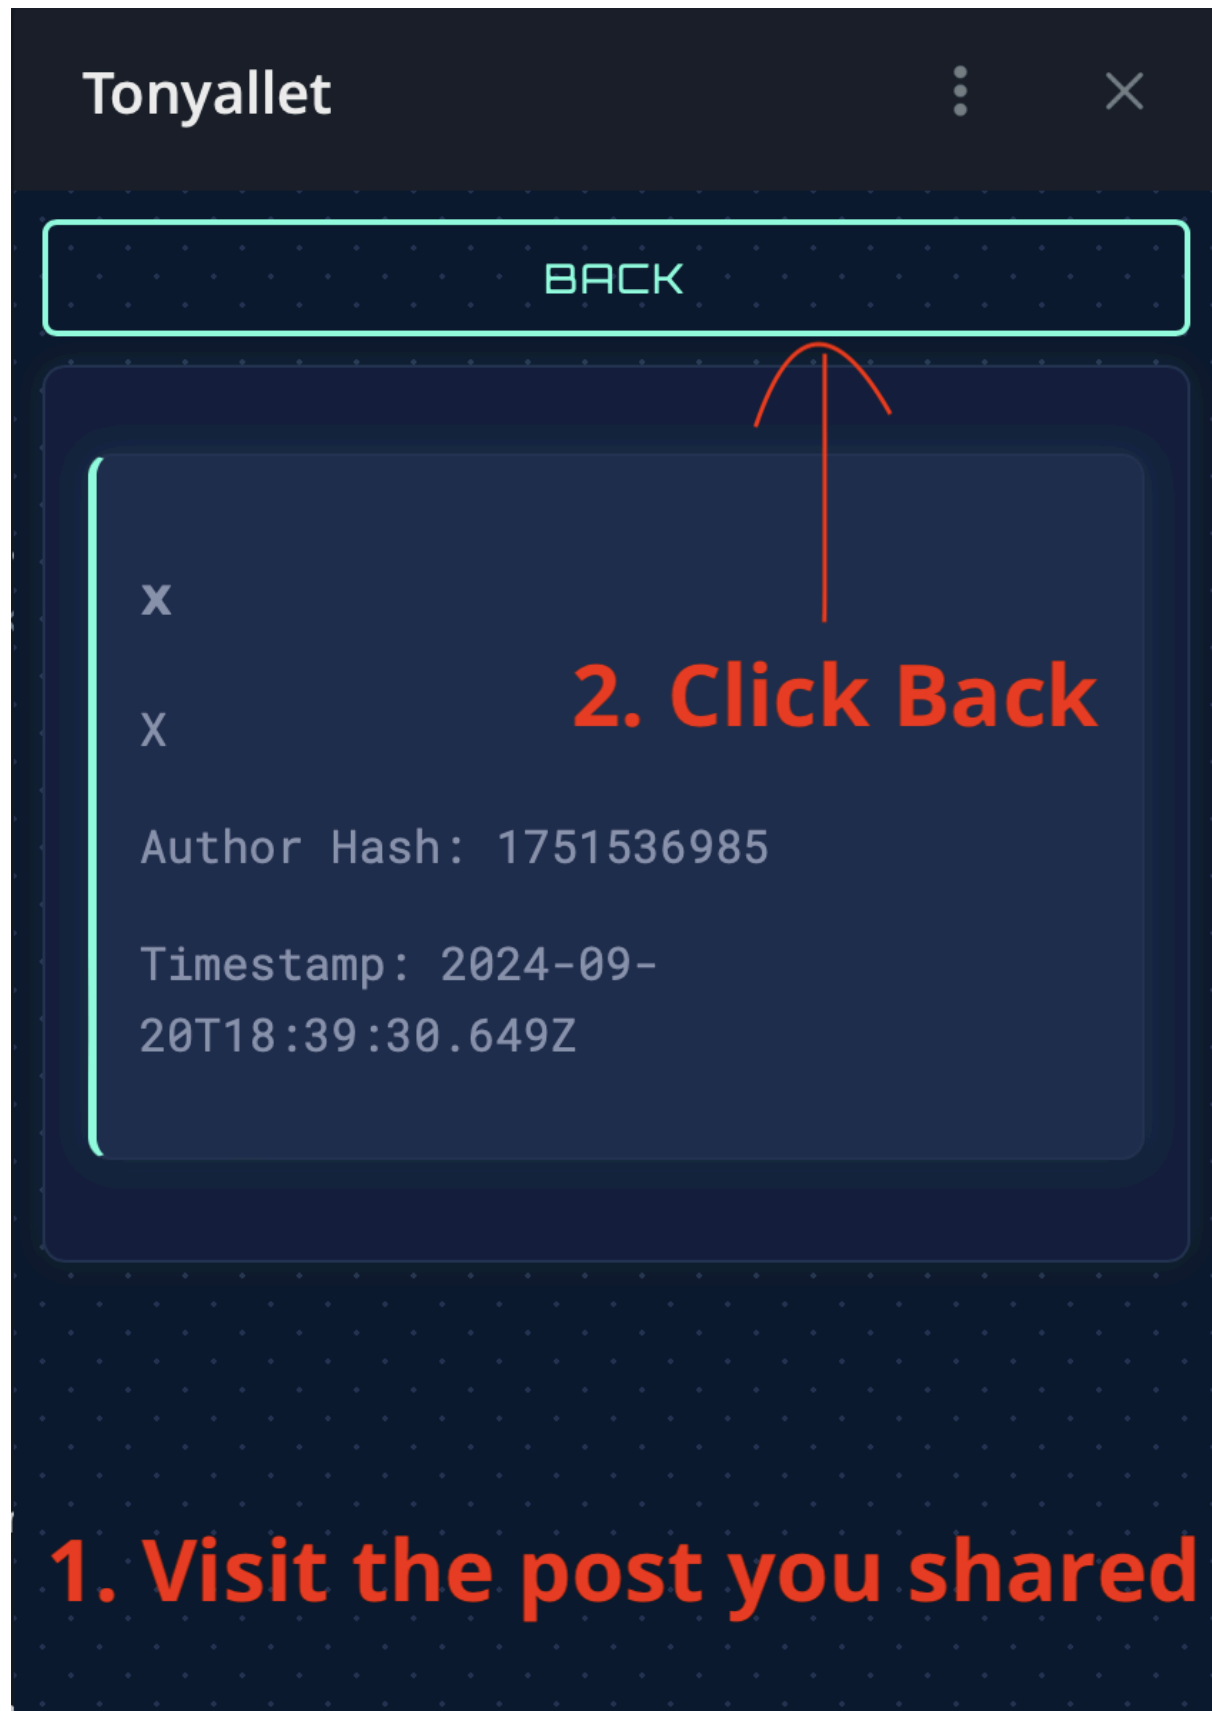 Tonyallet
BACK
x
2. Click Back
X
Author Hash: 1751536985
Timestamp: 2024-09-
20T18:39:30.649Z
1. Visit the post you shared